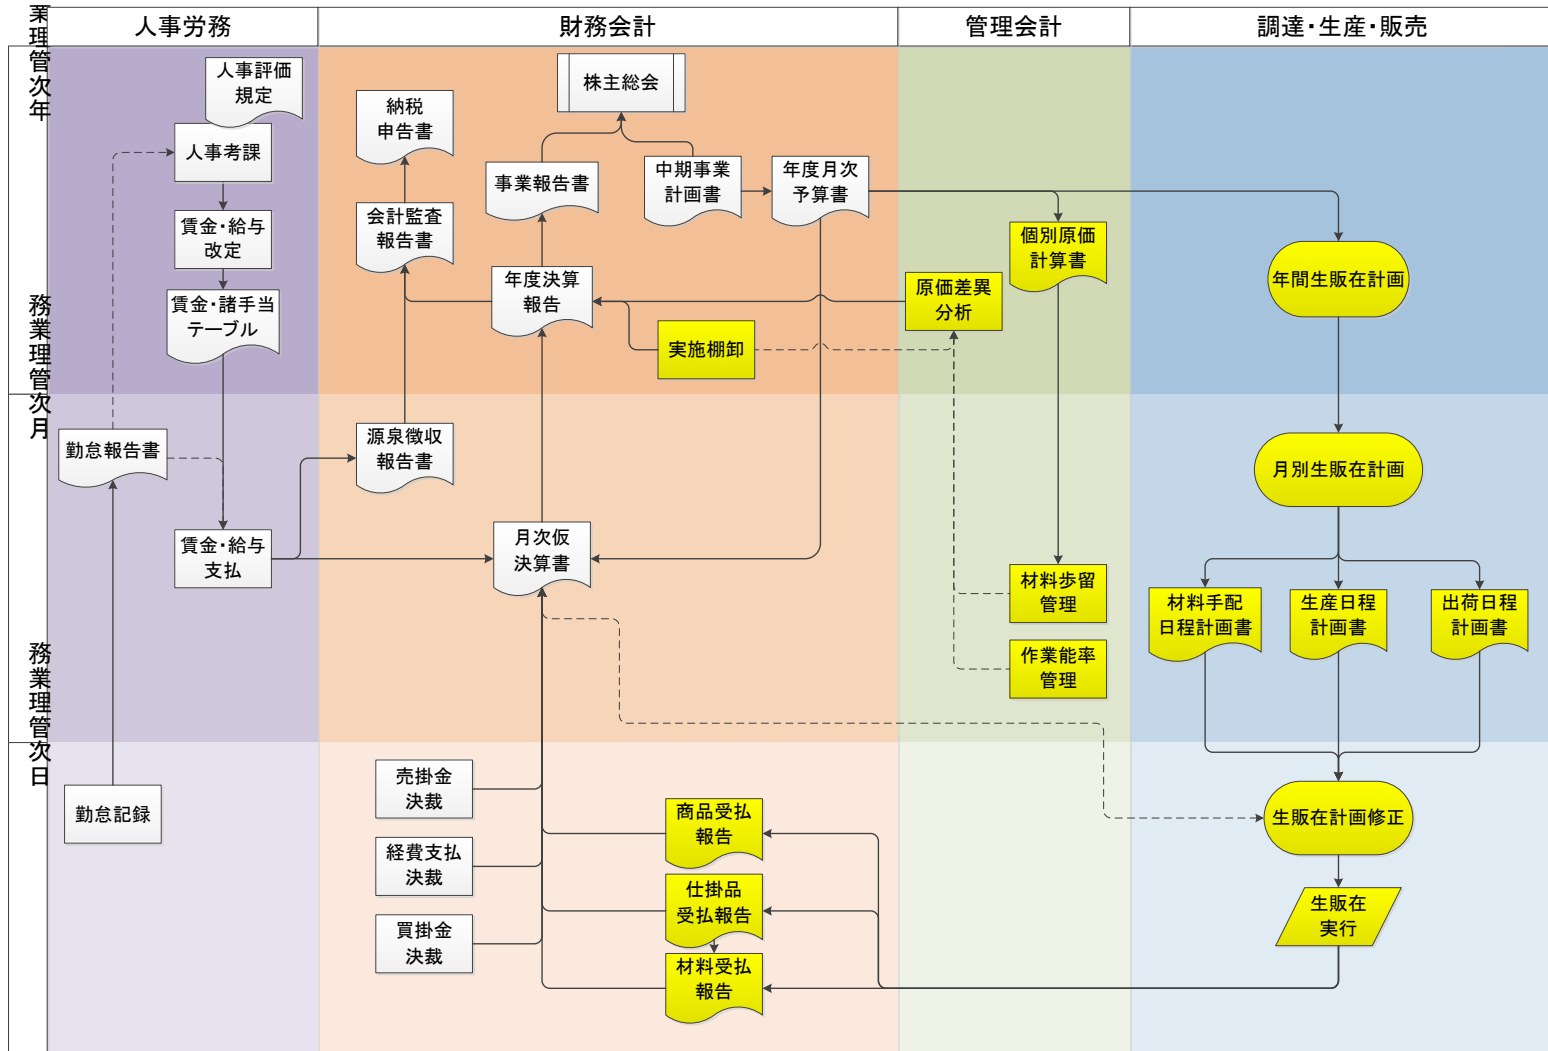 人事労務
財務会計
管理会計
調達・生産・販売
業理管次年
務業理管次月
務業理管次日
人事評価
規定
人事考課
賃金・給与
改定
賃金・諸手当
テーブル
勤怠報告書
賃金・給与
支払
勤怠記録
株主総会
納税
申告書
事業報告書
中期事業
計画書
年度月次
予算書
会計監査
報告書
年度決算
報告
実施棚卸
源泉徴収
報告書
月次仮
決算書
売掛金
決裁
経費支払
決裁
買掛金
決裁
商品受払
報告
仕掛品
受払報告
材料受払
報告
個別原価
計算書
原価差異
分析
材料歩留
管理
作業能率
管理
年間生販在計画
月別生販在計画
材料手配
日程計画書
生産日程
計画書
出荷日程
計画書
生販在計画修正
生販在
実行